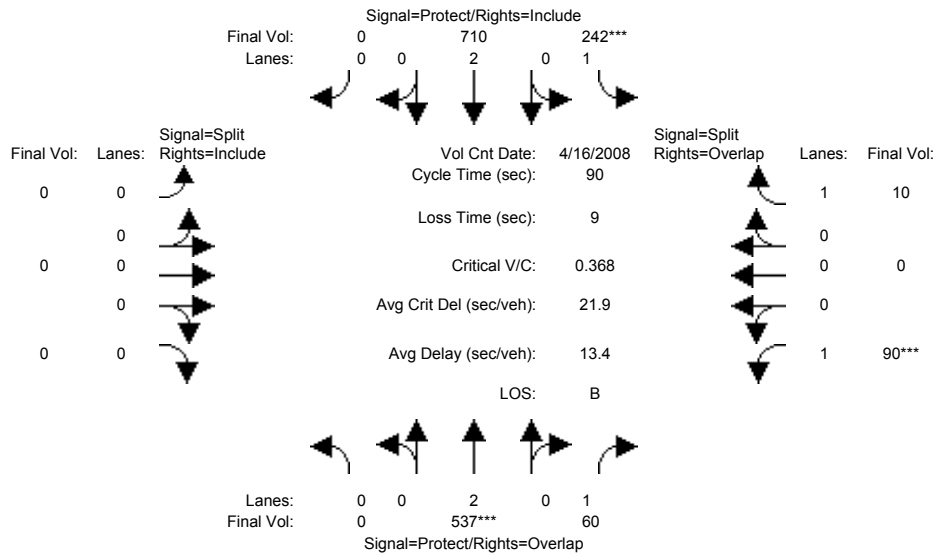 Signal=Protect/Rights=Include
Final Vol: 0 710 242***
Lanes: 0 0 2 0 1
Signal=Split Signal=Split
Final Vol: Lanes: Rights=Include Vol Cnt Date: 4/16/2008 Rights=Overlap Lanes: Final Vol:
Cycle Time (sec): 90
0 0 1 10
Loss Time (sec): 9
0 0
0 0 Critical V/C: 0.368 0 0
0 Avg Crit Del (sec/veh): 21.9 0
0 0 Avg Delay (sec/veh): 13.4 1 90***
LOS: B
Lanes: 0 0 2 0 1
Final Vol: 0 537*** 60
Signal=Protect/Rights=Overlap